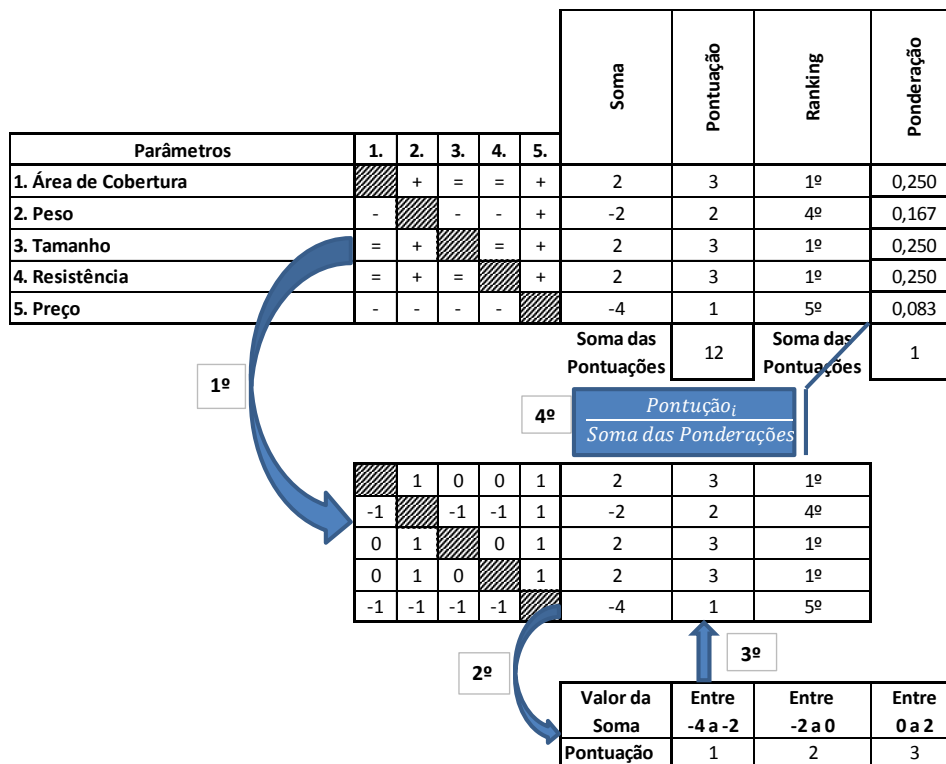 Soma Pontuação Ranking Ponderação
Parâmetros 1. 2. 3. 4. 5.
1. Área de Cobertura + = = + 2 3 1º 0,250
2. Peso - - - + -2 2 4º 0,167
3. Tamanho = + = + 2 3 1º 0,250
4. Resistência = + = + 2 3 1º 0,250
5. Preço - - - - -4 1 5º 0,083
Soma das Pontuações 12 Soma das Pontuações 1
1º
4º
Pontução_i
Soma das Ponderações
1 0 0 1 2 3 1º
-1 -1 -1 1 -2 2 4º
0 1 0 1 2 3 1º
0 1 0 1 2 3 1º
-1 -1 -1 -1 -4 1 5º
2º
3º
Valor da Entre Entre Entre
Soma -4 a -2 -2 a 0 0 a 2
Pontuação 1 2 3